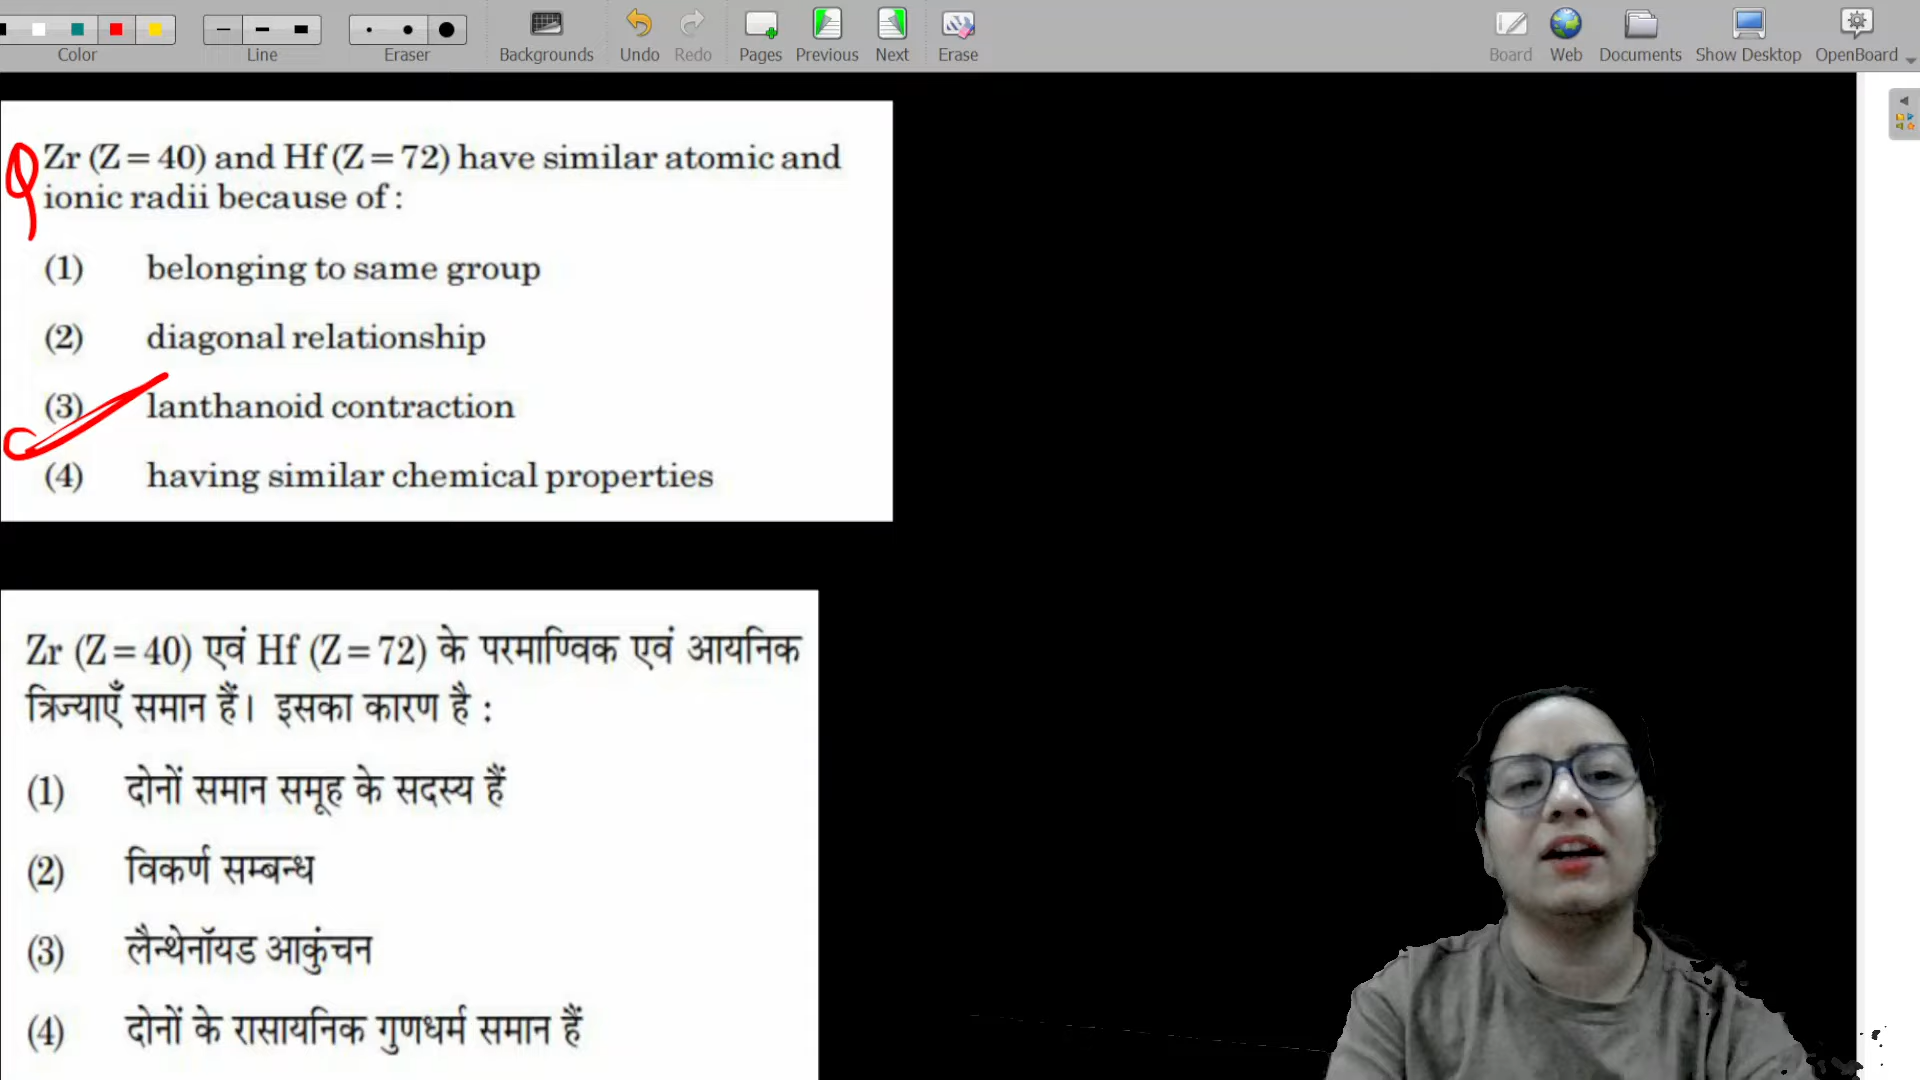 Color
Line
Eraser
Backgrounds
Undo
Redo
Pages
Previous
Next
Erase
Board
Web
Documents
Show Desktop
OpenBoard
Q
Zr (Z = 40) and Hf (Z = 72) have similar atomic and
ionic radii because of :
(1) belonging to same group
(2) diagonal relationship
(3) lanthanoid contraction
(4) having similar chemical properties
Zr (Z = 40) एवं Hf (Z = 72) के परमाण्विक एवं आयनिक
त्रिज्याएँ समान हैं। इसका कारण है :
(1) दोनों समान समूह के सदस्य हैं
(2) विकर्ण सम्बन्ध
(3) लैन्थेनॉयड आकुंचन
(4) दोनों के रासायनिक गुणधर्म समान हैं